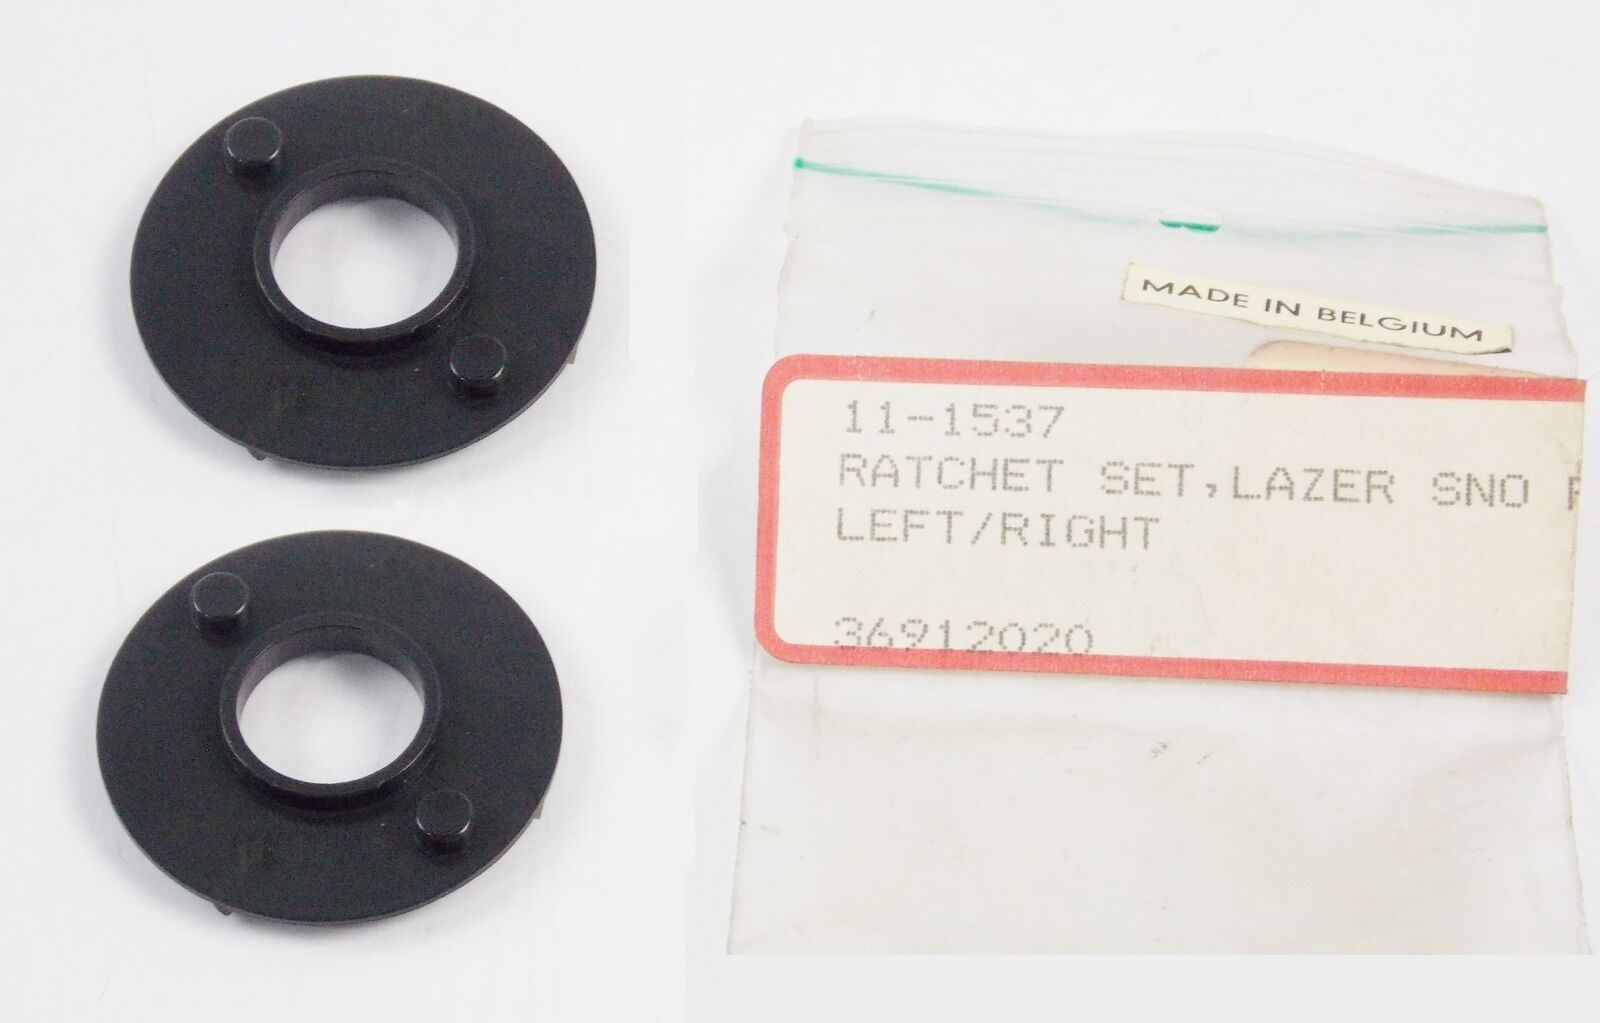 MADE IN BELGIUM
11-1537
RATCHET SET, LAZER SNO
LEFT/RIGHT
36912020